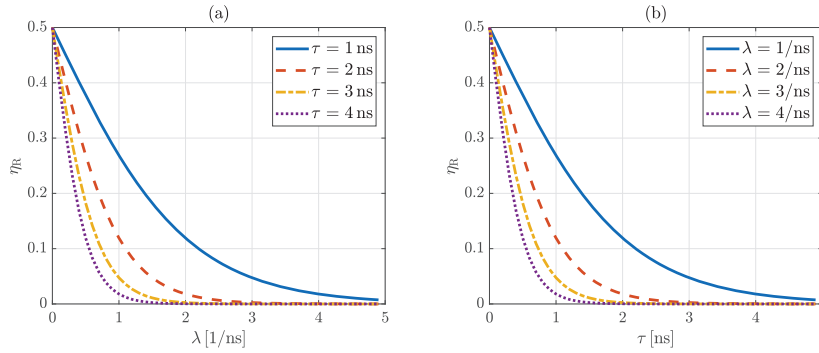 (a)
0.5
0.4
0.3
0.2
0.1
0
η_R
τ = 1 ns
τ = 2 ns
τ = 3 ns
τ = 4 ns
0 1 2 3 4 5
λ [1/ns]
(b)
0.5
0.4
0.3
0.2
0.1
0
η_R
λ = 1/ns
λ = 2/ns
λ = 3/ns
λ = 4/ns
0 1 2 3 4
τ [ns]